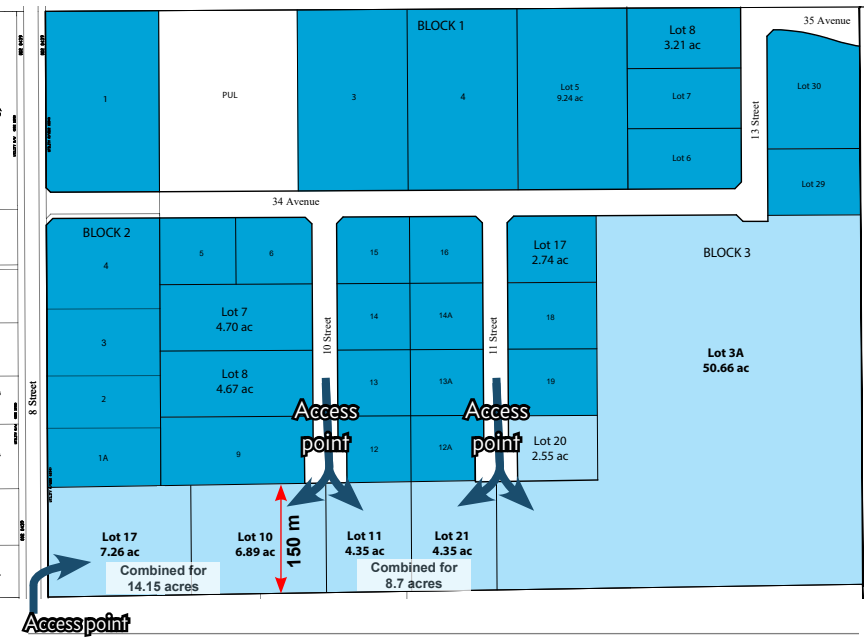 35 Avenue
BLOCK 1
Lot 8
3.21 ac
1
PUL
3
4
Lot 5
9.24 ac
Lot 7
Lot 30
13 Street
Lot 6
Lot 29
34 Avenue
BLOCK 2
4
5
6
15
16
Lot 17
2.74 ac
BLOCK 3
Lot 7
4.70 ac
14
14A
18
10 Street
11 Street
3
Lot 3A
50.66 ac
Lot 8
4.67 ac
13
13A
19
8 Street
2
Access
point
Access
point
1A
9
12
12A
Lot 20
2.55 ac
150 m
Lot 17
7.26 ac
Lot 10
6.89 ac
Lot 11
4.35 ac
Lot 21
4.35 ac
Combined for
14.15 acres
Combined for
8.7 acres
Access point